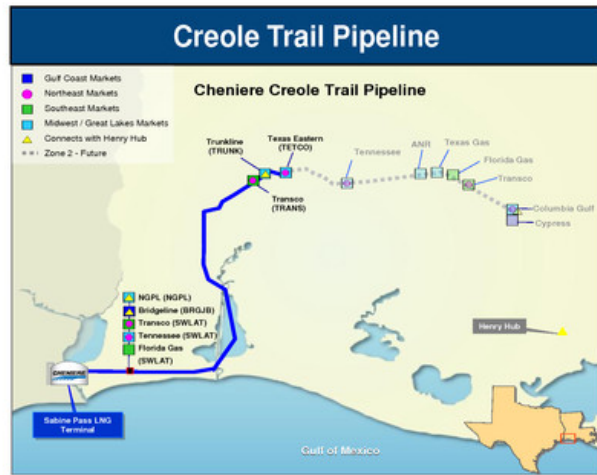 Creole Trail Pipeline
Gulf Coast Markets
Northeast Markets
Southeast Markets
Midwest / Great Lakes Markets
Connects with Henry Hub
Zone 2 - Future
Cheniere Creole Trail Pipeline
Trunkline
(TRUNK)
Texas Eastern
(TETCO)
Tennessee
ANR
Texas Gas
Florida Gas
Transco
Transco
(TRANS)
Columbia Gulf
Cypress
NGPL (NGPL)
Bridgeline (BRGJB)
Transco (SWLAT)
Tennessee (SWLAT)
Florida Gas
(SWLAT)
Henry Hub
CHENIERE
Sabine Pass LNG
Terminal
Gulf of Mexico